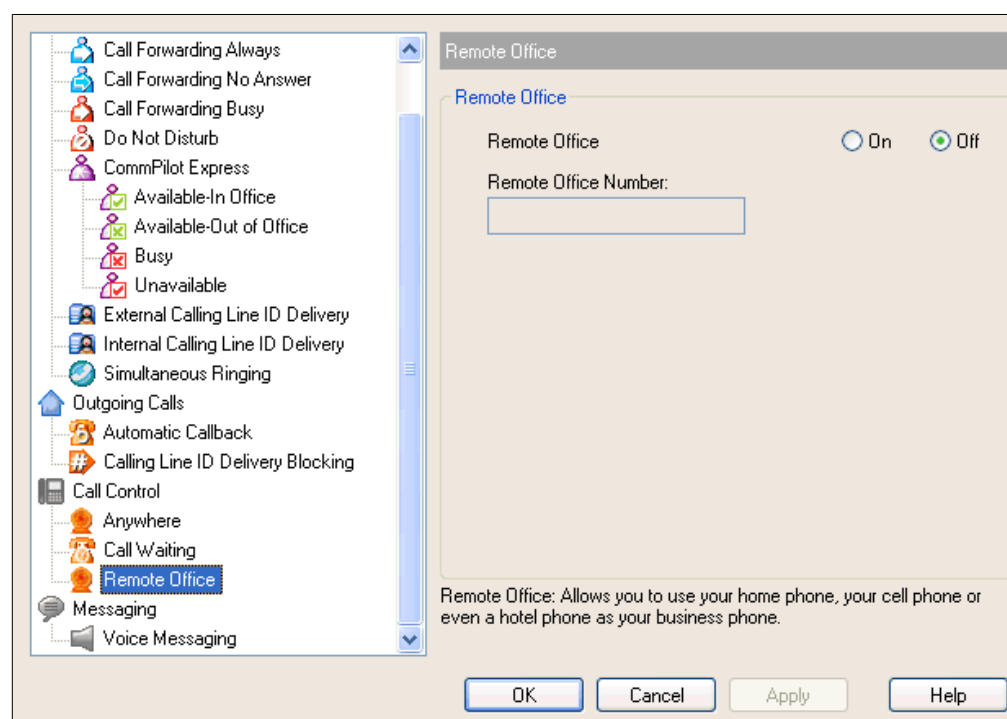 Call Forwarding Always
Call Forwarding No Answer
Call Forwarding Busy
Do Not Disturb
CommPilot Express
Available-In Office
Available-Out of Office
Busy
Unavailable
External Calling Line ID Delivery
Internal Calling Line ID Delivery
Simultaneous Ringing
Outgoing Calls
Automatic Callback
Calling Line ID Delivery Blocking
Call Control
Anywhere
Call Waiting
Remote Office
Messaging
Voice Messaging
Remote Office
Remote Office
Remote Office On Off
Remote Office Number:
Remote Office: Allows you to use your home phone, your cell phone or
even a hotel phone as your business phone.
OK Cancel Apply Help